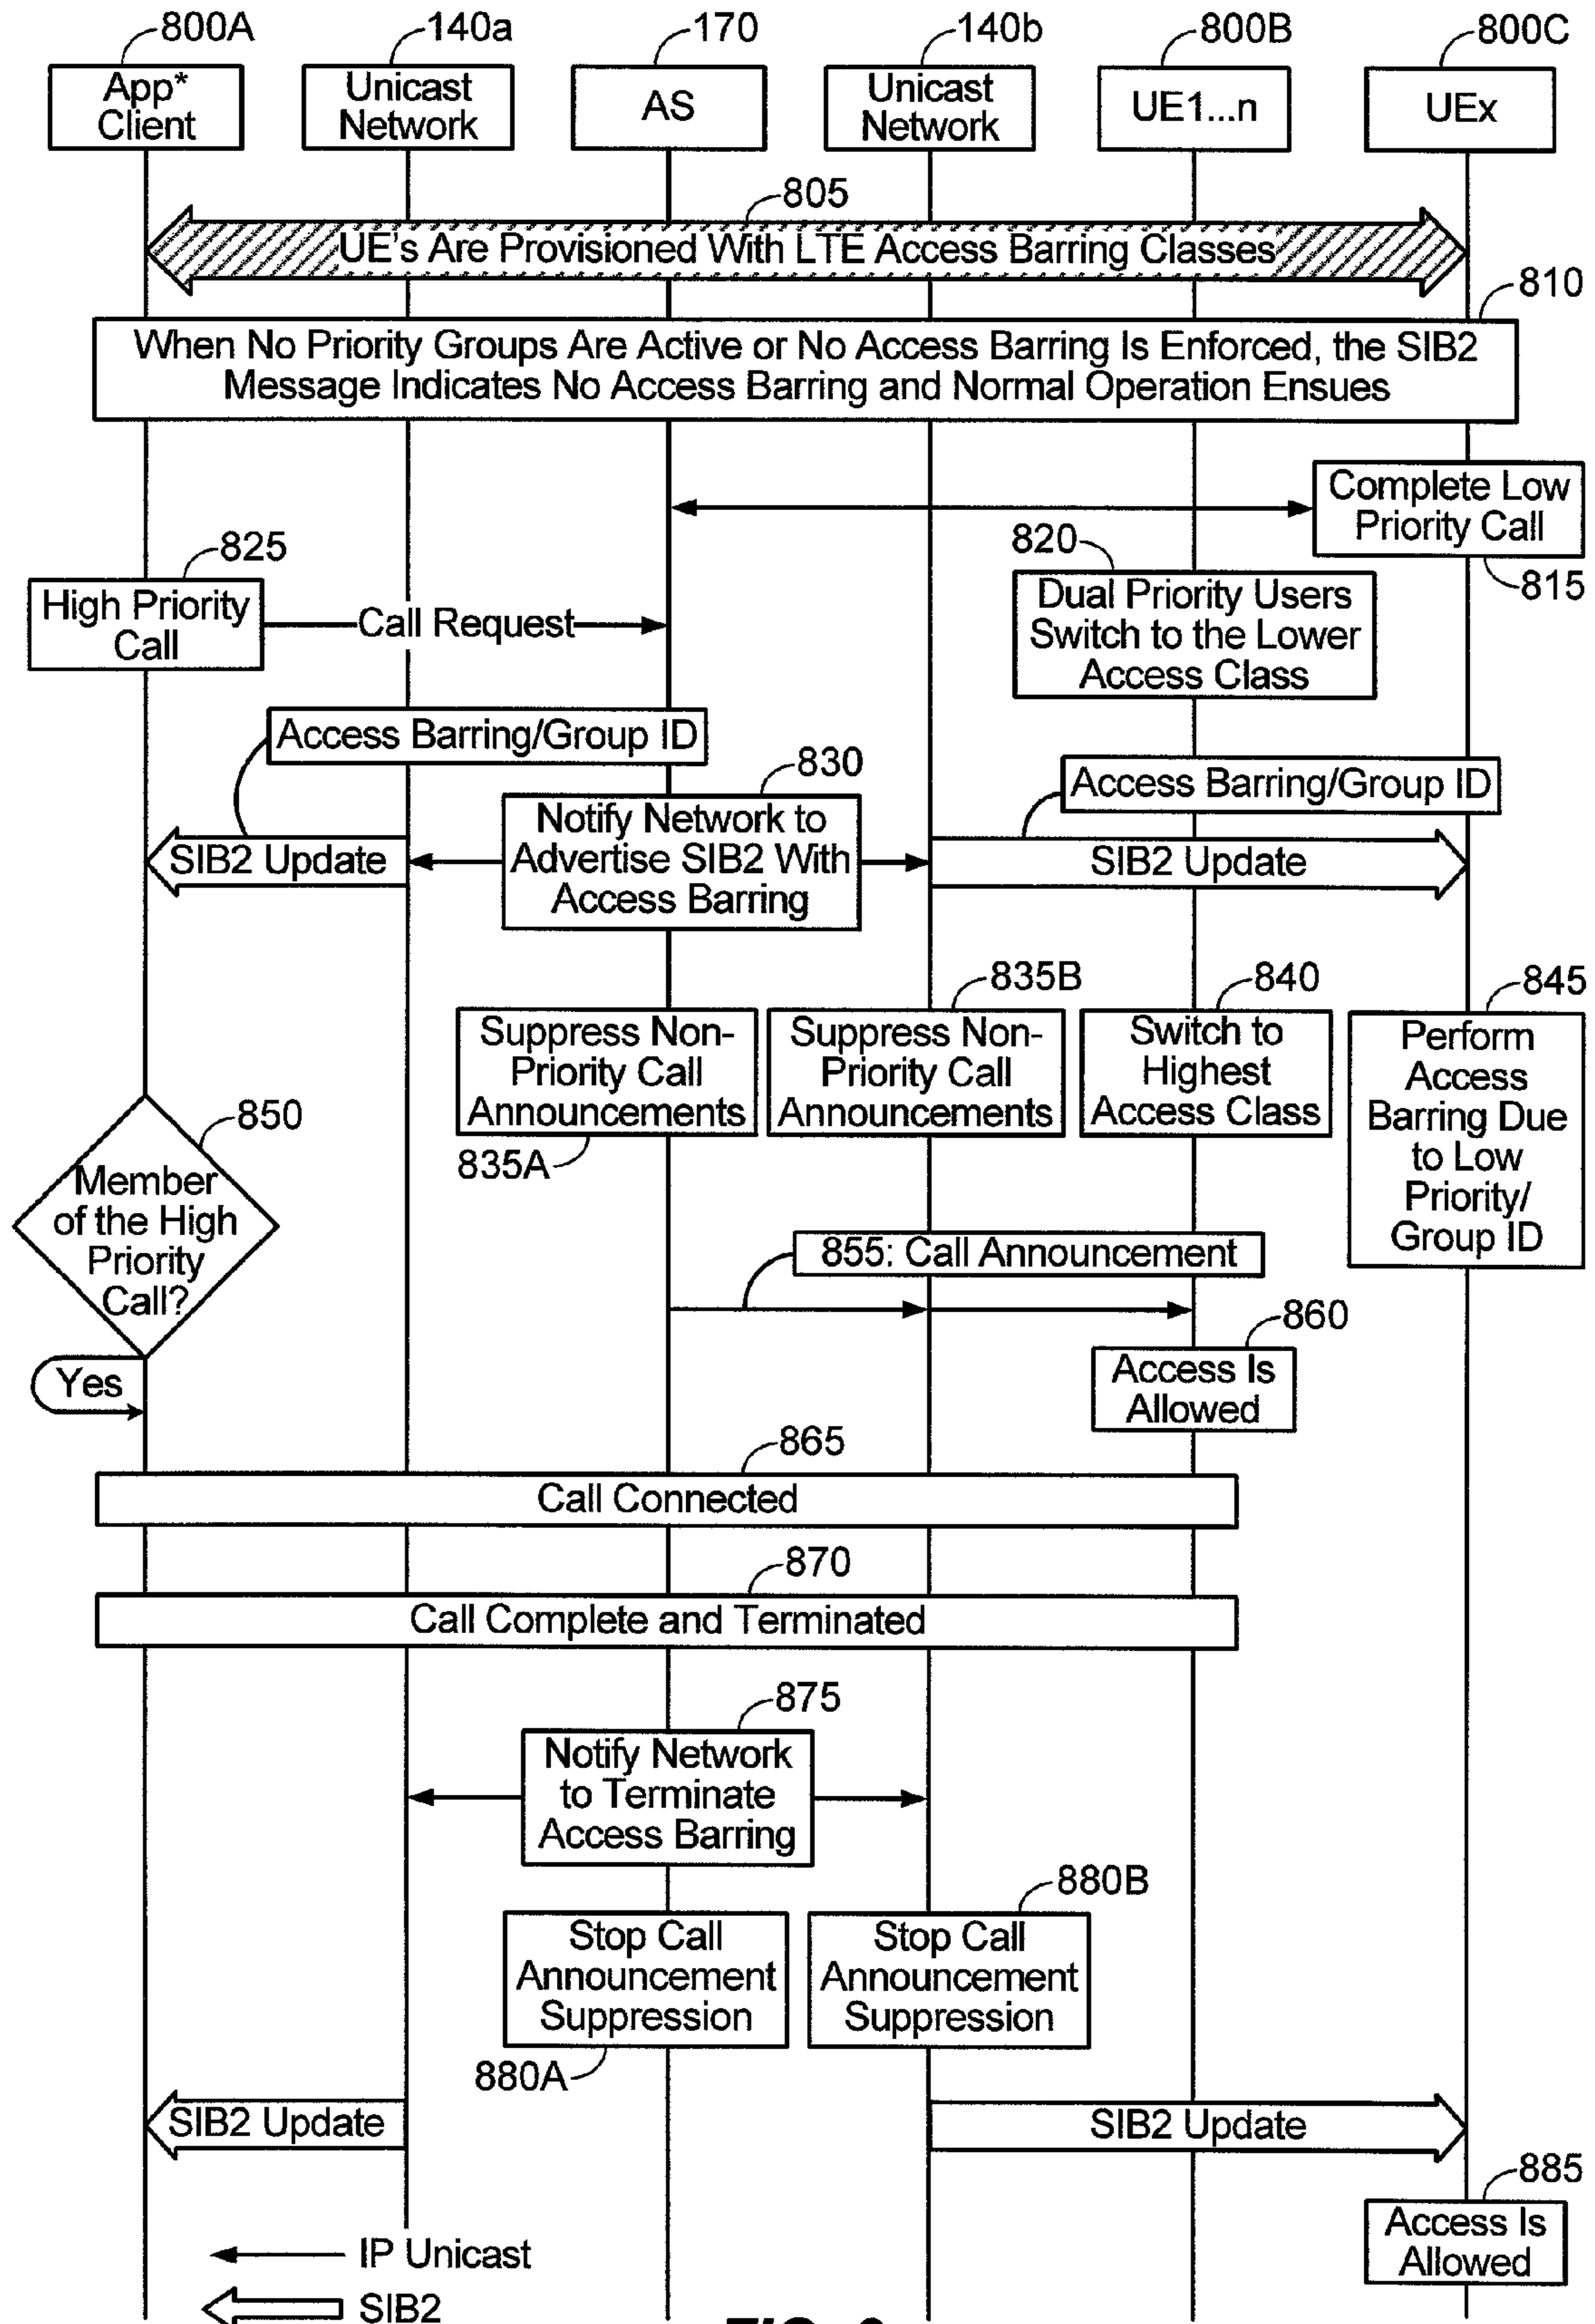 800A
140a
170
140b
800B
800C
App*
Client
Unicast
Network
AS
Unicast
Network
UE1...n
UEx
805
UE's Are Provisioned With LTE Access Barring Classes
810
When No Priority Groups Are Active or No Access Barring Is Enforced, the SIB2
Message Indicates No Access Barring and Normal Operation Ensues
Complete Low
Priority Call
815
820
Dual Priority Users
Switch to the Lower
Access Class
825
High Priority
Call
Call Request
Access Barring/Group ID
830
Access Barring/Group ID
SIB2 Update
Notify Network to
Advertise SIB2 With
Access Barring
SIB2 Update
835B
840
845
Suppress Non-
Priority Call
Announcements
835A
Suppress Non-
Priority Call
Announcements
Switch to
Highest
Access Class
Perform
Access
Barring Due
to Low
Priority/
Group ID
850
Member
of the High
Priority
Call?
Yes
855: Call Announcement
860
Access Is
Allowed
865
Call Connected
870
Call Complete and Terminated
875
Notify Network
to Terminate
Access Barring
880B
Stop Call
Announcement
Suppression
880A
Stop Call
Announcement
Suppression
SIB2 Update
SIB2 Update
885
Access Is
Allowed
IP Unicast
SIB2